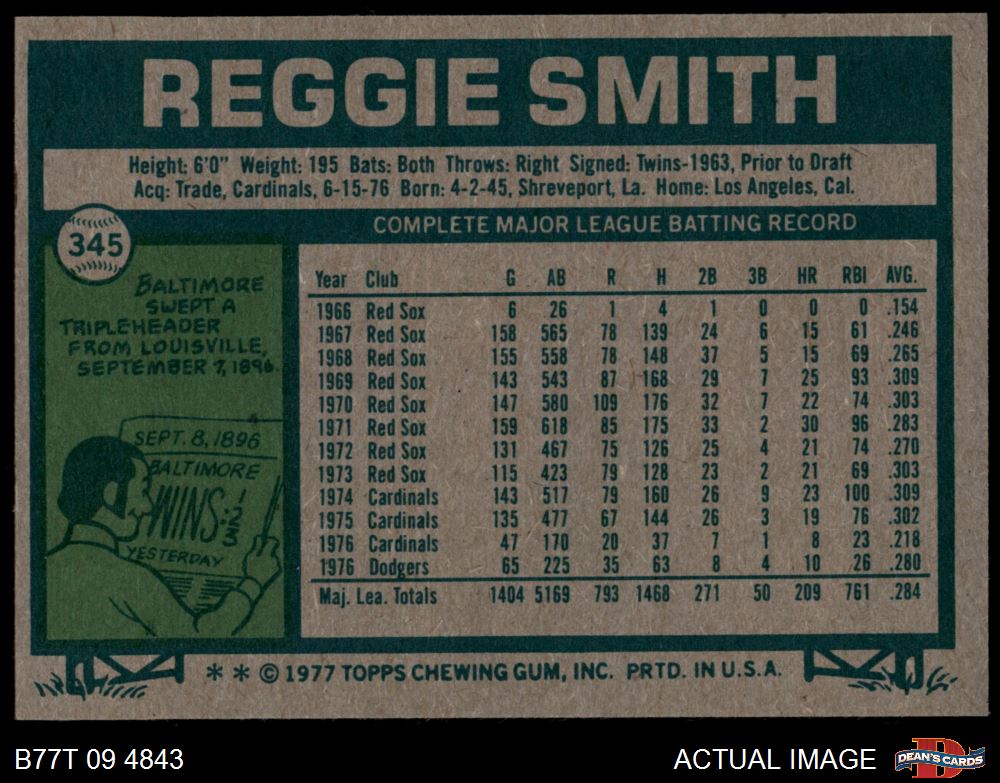 REGGIE SMITH
Height: 6'0" Weight: 195 Bats: Both Throws: Right Signed: Twins-1963, Prior to Draft
Acq: Trade, Cardinals, 6-15-76 Born: 4-2-45, Shreveport, La. Home: Los Angeles, Cal.
345
BALTIMORE
SWEPT A
TRIPLEHEADER
FROM LOUISVILLE,
SEPTEMBER 7, 1896.
SEPT. 8, 1896
BALTIMORE
WINS: 1
2
3
YESTERDAY
COMPLETE MAJOR LEAGUE BATTING RECORD
Year Club G AB R H 2B 3B HR RBI AVG.
1966 Red Sox 6 26 1 4 1 0 0 0 .154
1967 Red Sox 158 565 78 139 24 6 15 61 .246
1968 Red Sox 155 558 78 148 37 5 15 69 .265
1969 Red Sox 143 543 87 168 29 7 25 93 .309
1970 Red Sox 147 580 109 176 32 7 22 74 .303
1971 Red Sox 159 618 85 175 33 2 30 96 .283
1972 Red Sox 131 467 75 126 25 4 21 74 .270
1973 Red Sox 115 423 79 128 23 2 21 69 .303
1974 Cardinals 143 517 79 160 26 9 23 100 .309
1975 Cardinals 135 477 67 144 26 3 19 76 .302
1976 Cardinals 47 170 20 37 7 1 8 23 .218
1976 Dodgers 65 225 35 63 8 4 10 26 .280
Maj. Lea. Totals 1404 5169 793 1468 271 50 209 761 .284
* * © 1977 TOPPS CHEWING GUM, INC. PRTD. IN U.S.A.
B77T 09 4843
ACTUAL IMAGE
DEAN'S CARDS